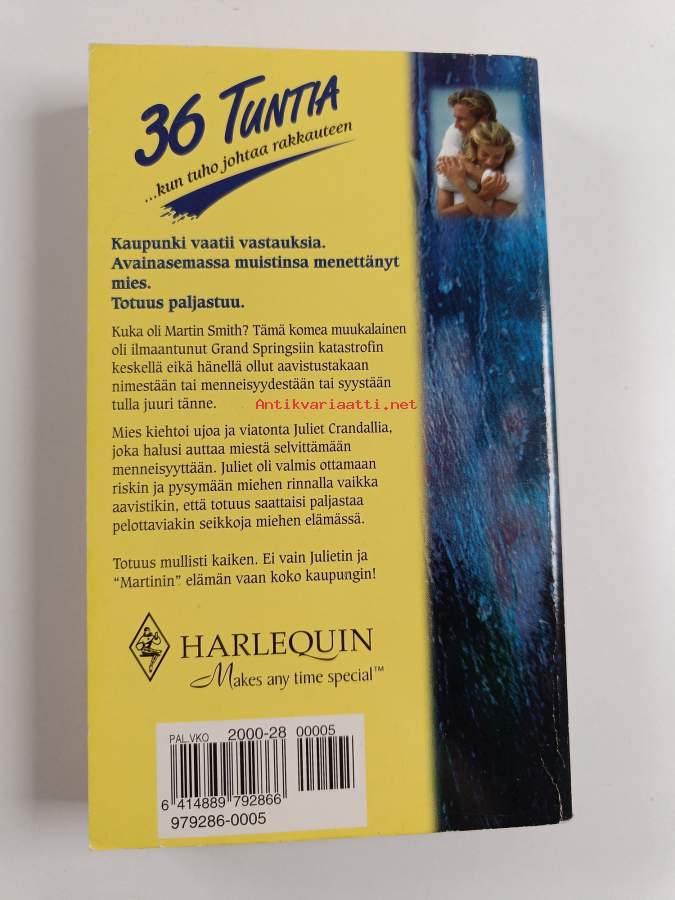 36 TUNTIA
...kun tuho johtaa rakkauteen
Kaupunki vaatii vastauksia.
Avainasemassa muistinsa menettänyt
mies.
Totuus paljastuu.
Kuka oli Martin Smith? Tämä komea muukalainen
oli ilmaantunut Grand Springsiin katastrofin
keskellä eikä hänellä ollut aavistustakaan
nimestään tai menneisyydestään tai syystään
tulla juuri tänne.
Antikvariaatti.net
Mies kiehtoi ujoa ja viatonta Juliet Crandallia,
joka halusi auttaa miestä selvittämään
menneisyyttään. Juliet oli valmis ottamaan
riskin ja pysymään miehen rinnalla vaikka
aavistikin, että totuus saattaisi paljastaa
pelottaviakin seikkoja miehen elämässä.
Totuus mullisti kaiken. Ei vain Julietin ja
“Martinin” elämän vaan koko kaupungin!
HARLEQUIN
Makes any time special™
PAL.VKO 2000-28 00005
6 414889 792866
979286-0005